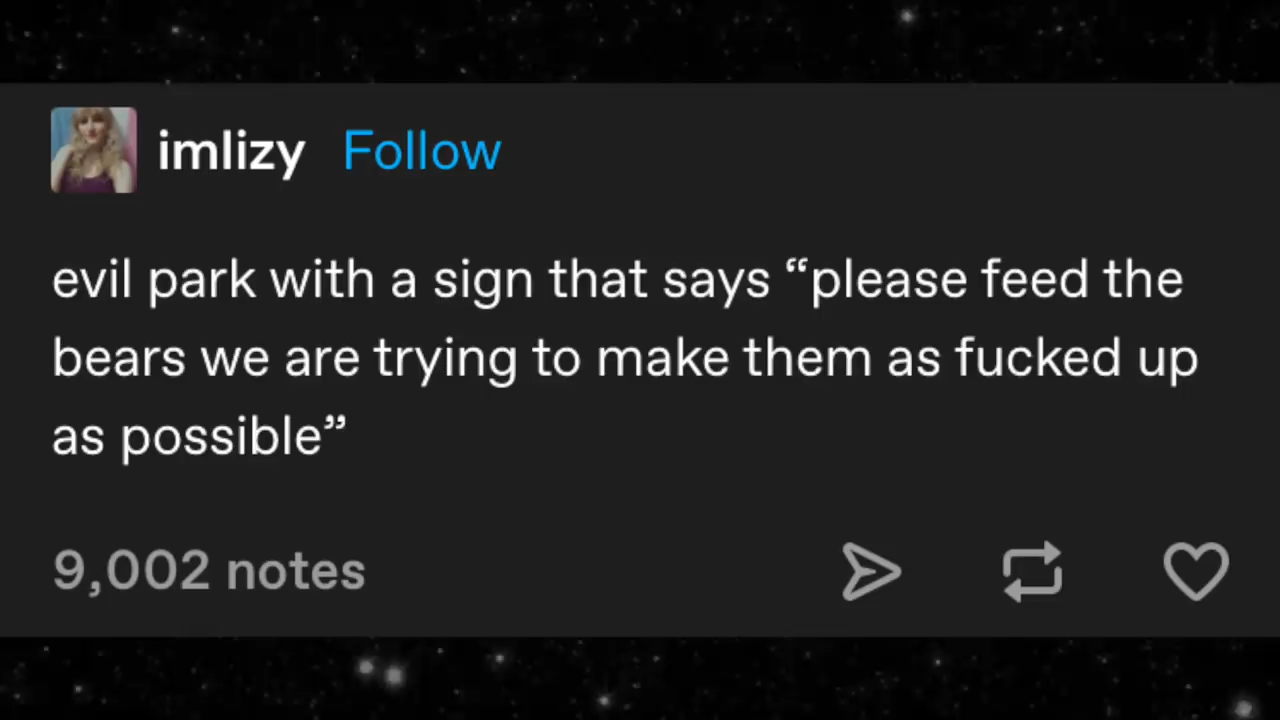 imlizy Follow
evil park with a sign that says “please feed the
bears we are trying to make them as fucked up
as possible”
9,002 notes